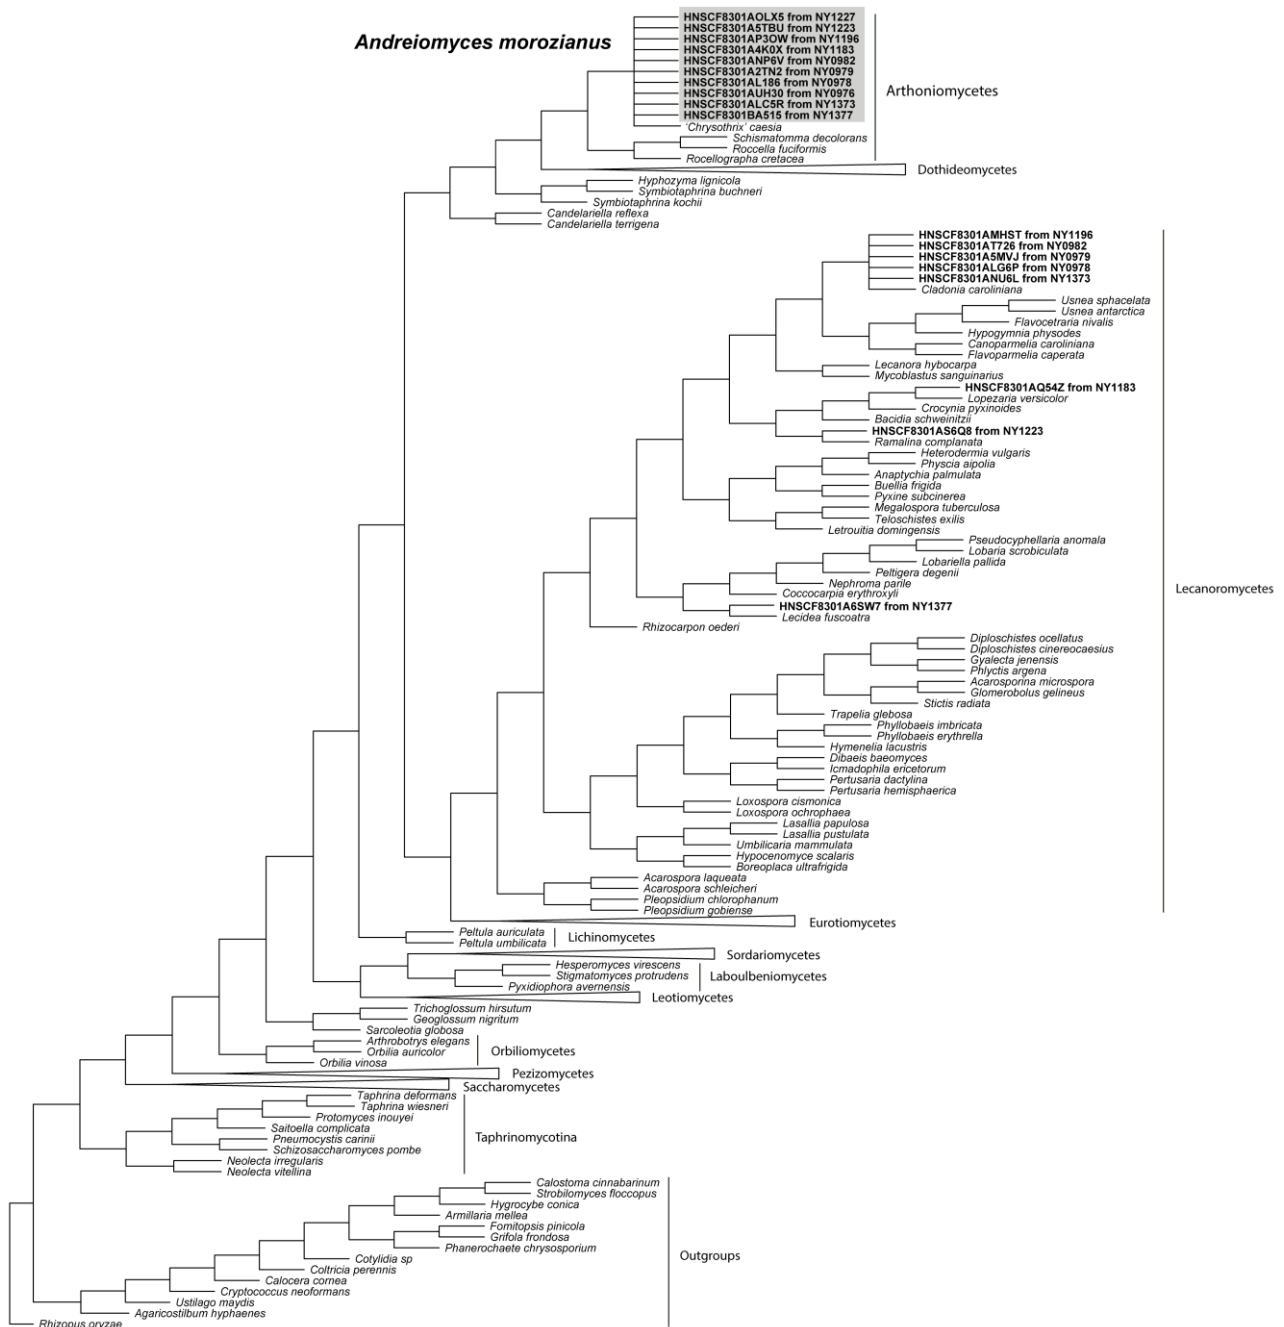 HNSCF8301AOLX5 from NY1227
HNSCF8301A5TBU from NY1223
HNSCF8301AP3OW from NY1196
Andreiomyces morozianus
HNSCF8301A4K0X from NY1183
HNSCF8301ANP6V from NY0982
HNSCF8301A2TN2 from NY0979
HNSCF8301AL186 from NY0978
HNSCF8301AUH30 from NY0976
Arthoniomycetes
HNSCF8301ALC5R from NY1373
HNSCF8301BA515 from NY1377
'Chrysothrix' caesia
Schismatomma decolorans
Roccella fuciformis
Rocellographa cretacea
Dothideomycetes
Hyphozyma lignicola
Symbiotaphrina buchneri
Symbiotaphrina kochii
Candelariella reflexa
Candelariella terrigena
HNSCF8301AMHST from NY1196
HNSCF8301AT726 from NY0982
HNSCF8301A5MVJ from NY0979
HNSCF8301ALG6P from NY0978
HNSCF8301ANU6L from NY1373
Cladonia caroliniana
Usnea sphacelata
Usnea antarctica
Flavocetraria nivalis
Hypogymnia physodes
Canoparmelia caroliniana
Flavoparmelia caperata
Lecanora hybocarpa
Mycoblastus sanguinarius
HNSCF8301AQ54Z from NY1183
Lopezaria versicolor
Crocynia pyxinoides
Bacidia schweinitzii
HNSCF8301AS6Q8 from NY1223
Ramalina complanata
Heterodermia vulgaris
Physcia aipolia
Anaptychia palmulata
Buellia frigida
Pyxine subcinerea
Megalospora tuberculosa
Teloschistes exilis
Letrouitia domingensis
Pseudocyphellaria anomala
Lobaria scrobiculata
Lobariella pallida
Peltigera degenii
Nephroma parile
Lecanoromycetes
Coccocarpia erythroxyli
HNSCF8301A6SW7 from NY1377
Lecidea fuscoatra
Rhizocarpon oederi
Diploschistes ocellatus
Diploschistes cinereocaesius
Gyalecta jenensis
Phlyctis argena
Acarosporina microspora
Glomerobolus gelineus
Stictis radiata
Trapelia glebosa
Phyllobaeis imbricata
Phyllobaeis erythrella
Hymenelia lacustris
Dibaeis baeomyces
Icmadophila ericetorum
Pertusaria dactylina
Pertusaria hemisphaerica
Loxospora cismonica
Loxospora ochrophaea
Lasallia papulosa
Lasallia pustulata
Umbilicaria mammulata
Hypocenomyce scalaris
Boreoplaca ultrafrigida
Acarospora laqueata
Acarospora schleicheri
Pleopsidium chlorophanum
Pleopsidium gobiense
Eurotiomycetes
Peltula auriculata
Lichinomycetes
Peltula umbilicata
Sordariomycetes
Hesperomyces virescens
Stigmatomyces protrudens
Laboulbeniomycetes
Pyxidiophora avernensis
Leotiomycetes
Trichoglossum hirsutum
Geoglossum nigritum
Sarcoleotia globosa
Arthrobotrys elegans
Orbilia auricolor
Orbiliomycetes
Orbilia vinosa
Pezizomycetes
Saccharomycetes
Taphrina deformans
Taphrina wiesneri
Protomyces inouyei
Saitoella complicata
Pneumocystis carinii
Taphrinomycotina
Schizosaccharomyces pombe
Neolecta irregularis
Neolecta vitellina
Calostoma cinnabarinum
Strobilomyces floccopus
Hygrocybe conica
Armillaria mellea
Fomitopsis pinicola
Grifola frondosa
Phanerochaete chrysosporium
Outgroups
Cotylidia sp
Coltricia perennis
Calocera cornea
Cryptococcus neoformans
Ustilago maydis
Agaricostilbum hyphaenes
Rhizopus oryzae